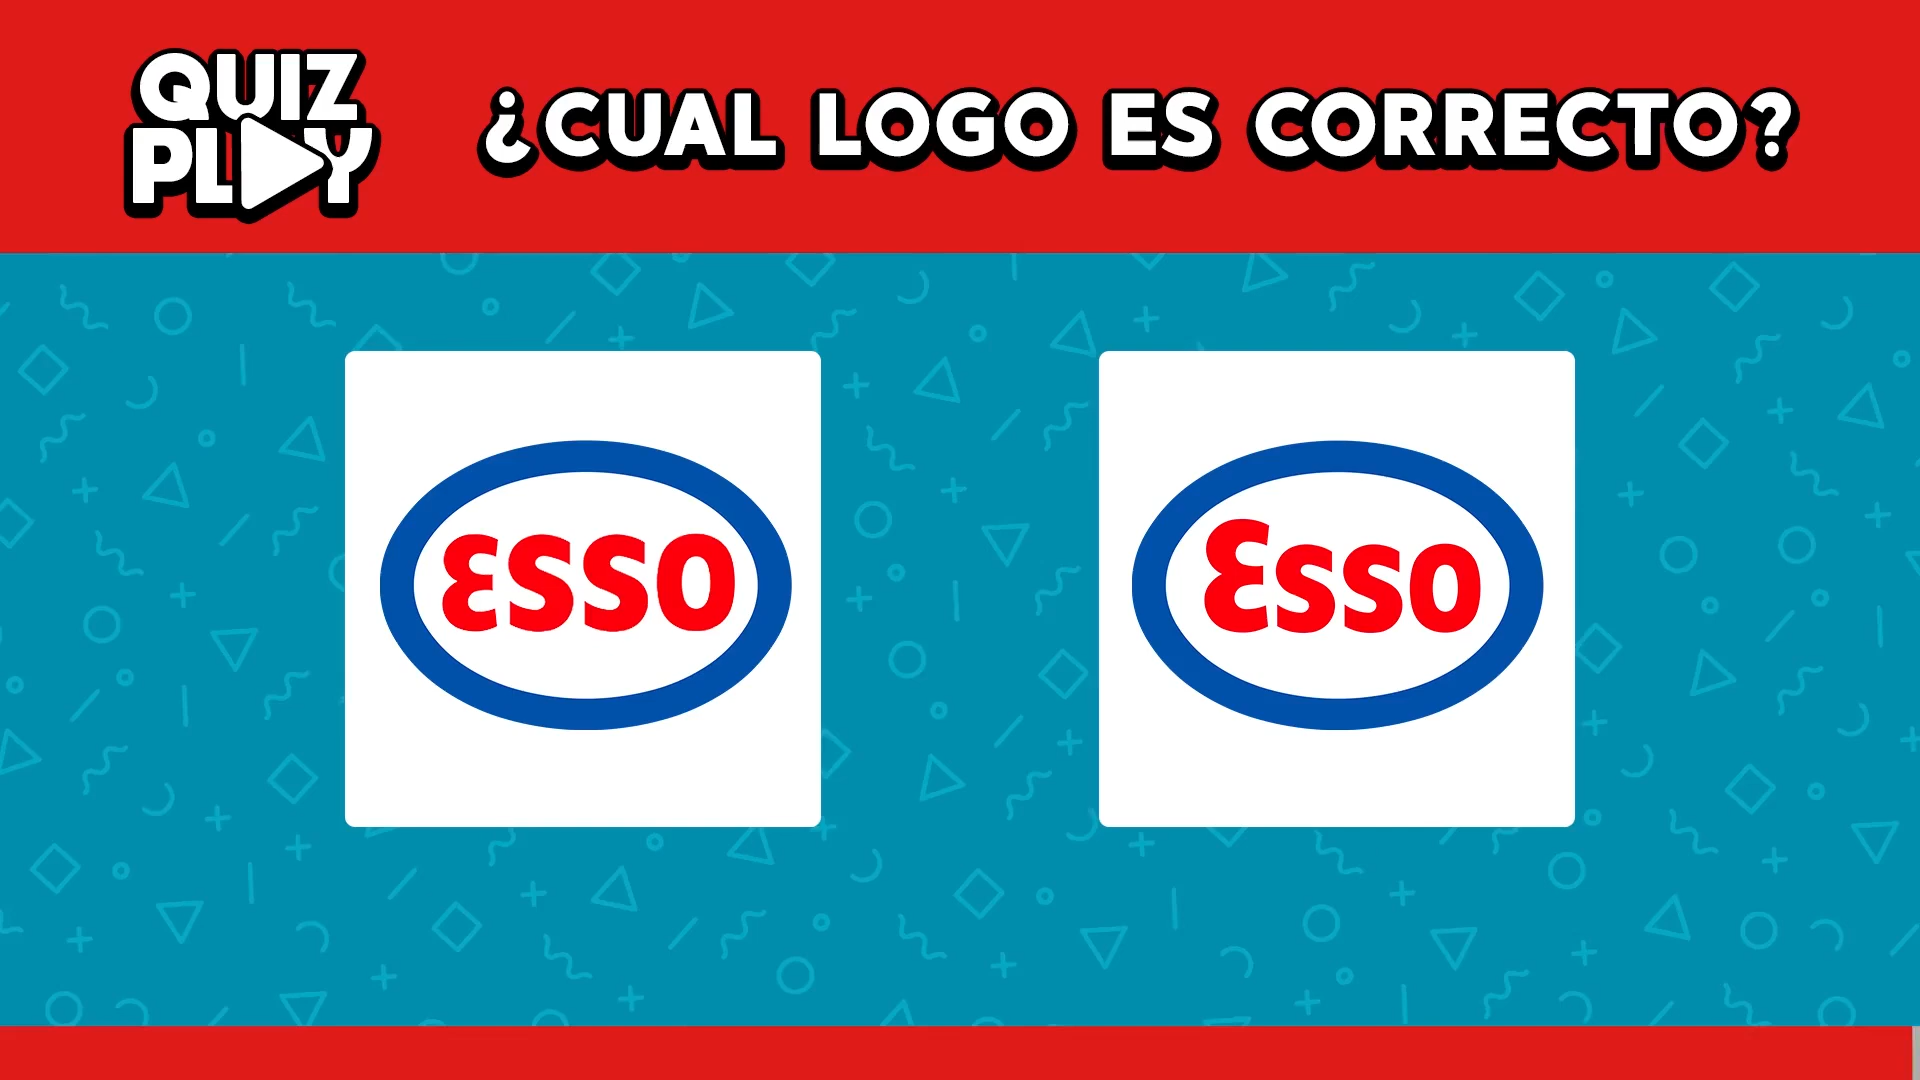 QUIZ
PLAY
¿CUAL LOGO ES CORRECTO?
ESSO
Esso